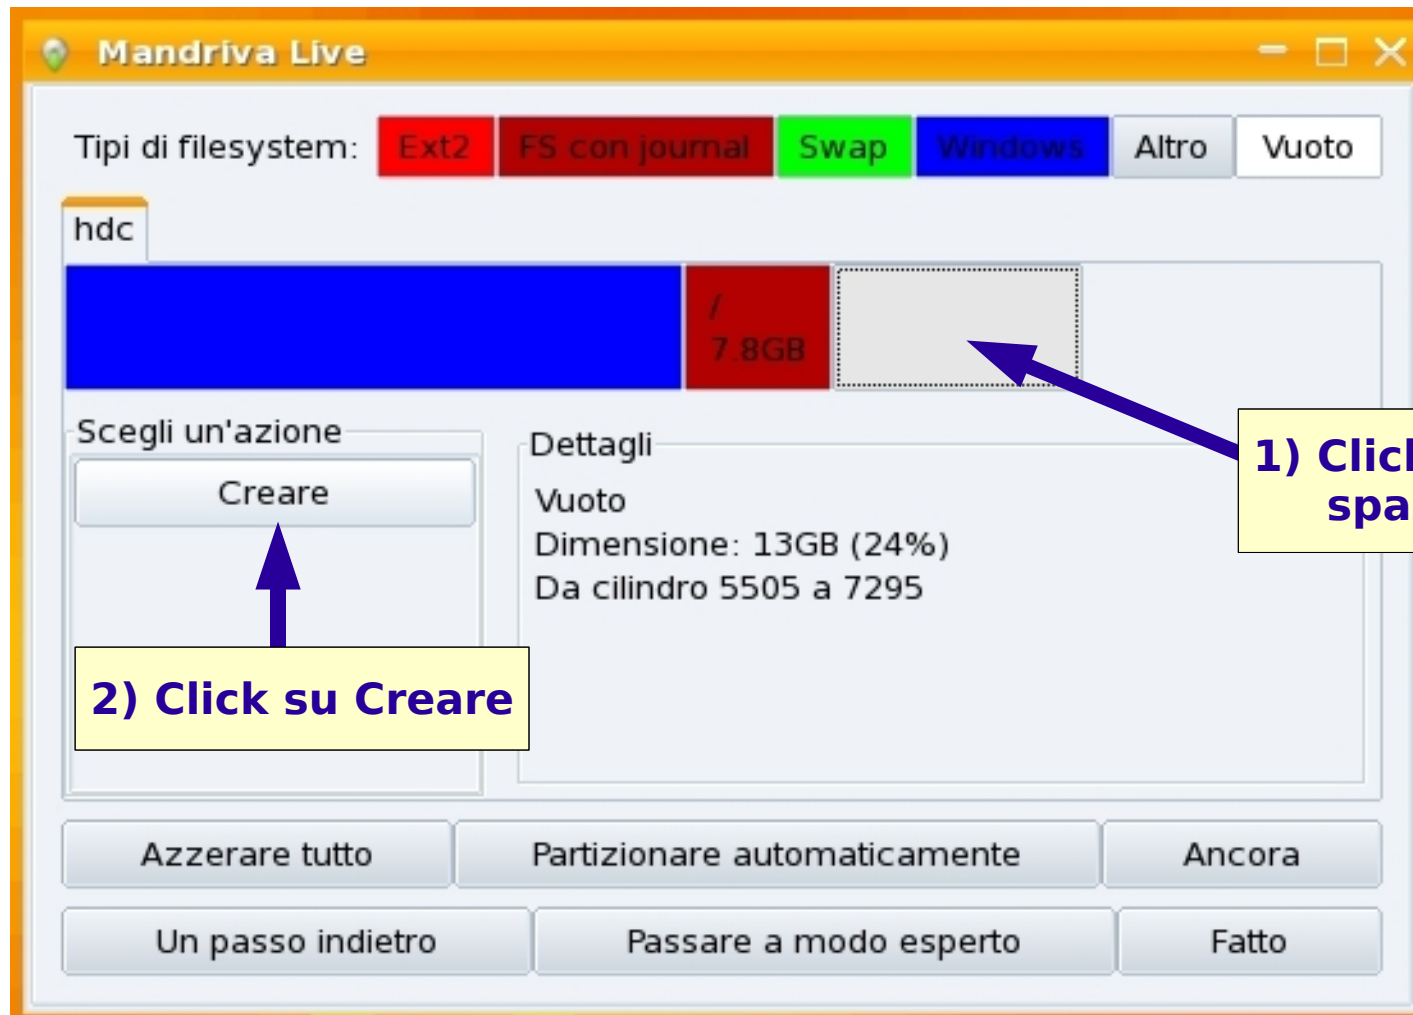 Mandriva Live
Tipi di filesystem: Ext2 FS con journal Swap Windows Altro Vuoto
hdc
/
7.8GB
Scegli un'azione
Creare
Dettagli
Vuoto
Dimensione: 13GB (24%)
Da cilindro 5505 a 7295
1) Click
2) Click su Creare
Azzerare tutto Partizionare automaticamente Ancora
Un passo indietro Passare a modo esperto Fatto